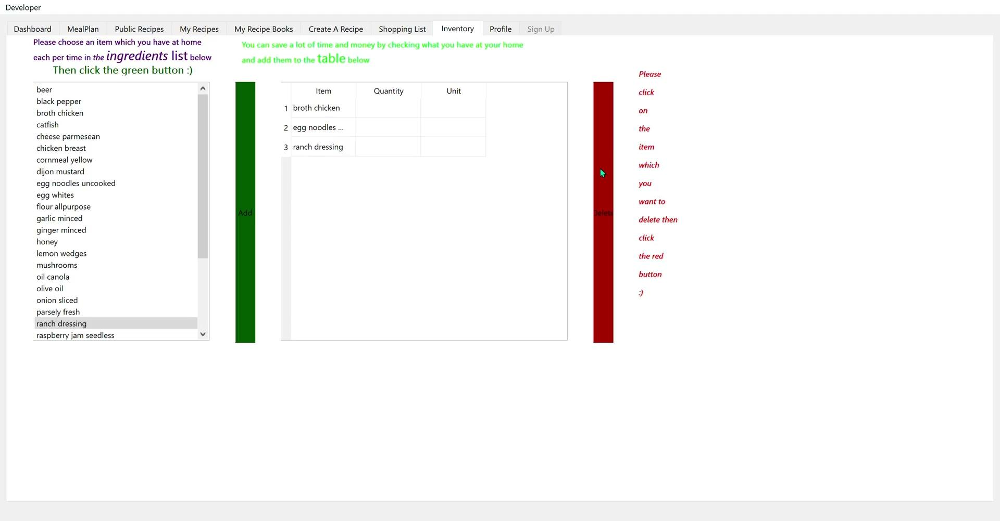 Developer
Dashboard MealPlan Public Recipes My Recipes My Recipe Books Create A Recipe Shopping List Inventory Profile Sign Up
Please choose an item which you have at home
each per time in the ingredients list below
Then click the green button :)
You can save a lot of time and money by checking what you have at your home
and add them to the table below
beer
black pepper
broth chicken
catfish
cheese parmesean
chicken breast
cornmeal yellow
dijon mustard
egg noodles uncooked
egg whites
flour allpurpose
garlic minced
ginger minced
honey
lemon wedges
mushrooms
oil canola
olive oil
onion sliced
parsely fresh
ranch dressing
raspberry jam seedless
Add
Item Quantity Unit
1 broth chicken
2 egg noodles ...
3 ranch dressing
Delete
Please
click
on
the
item
which
you
want to
delete then
click
the red
button
:)